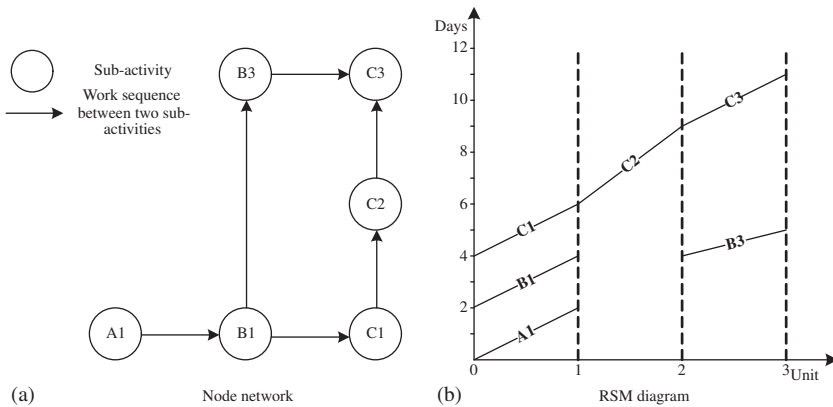 Sub-activity
Work sequence
between two sub-
activities
B3
C3
C2
A1
B1
C1
(a)
Node network
Days
12
10
8
6
4
2
0
C3
C2
C1
B1
B3
A1
0
1
2
3
Unit
(b)
RSM diagram